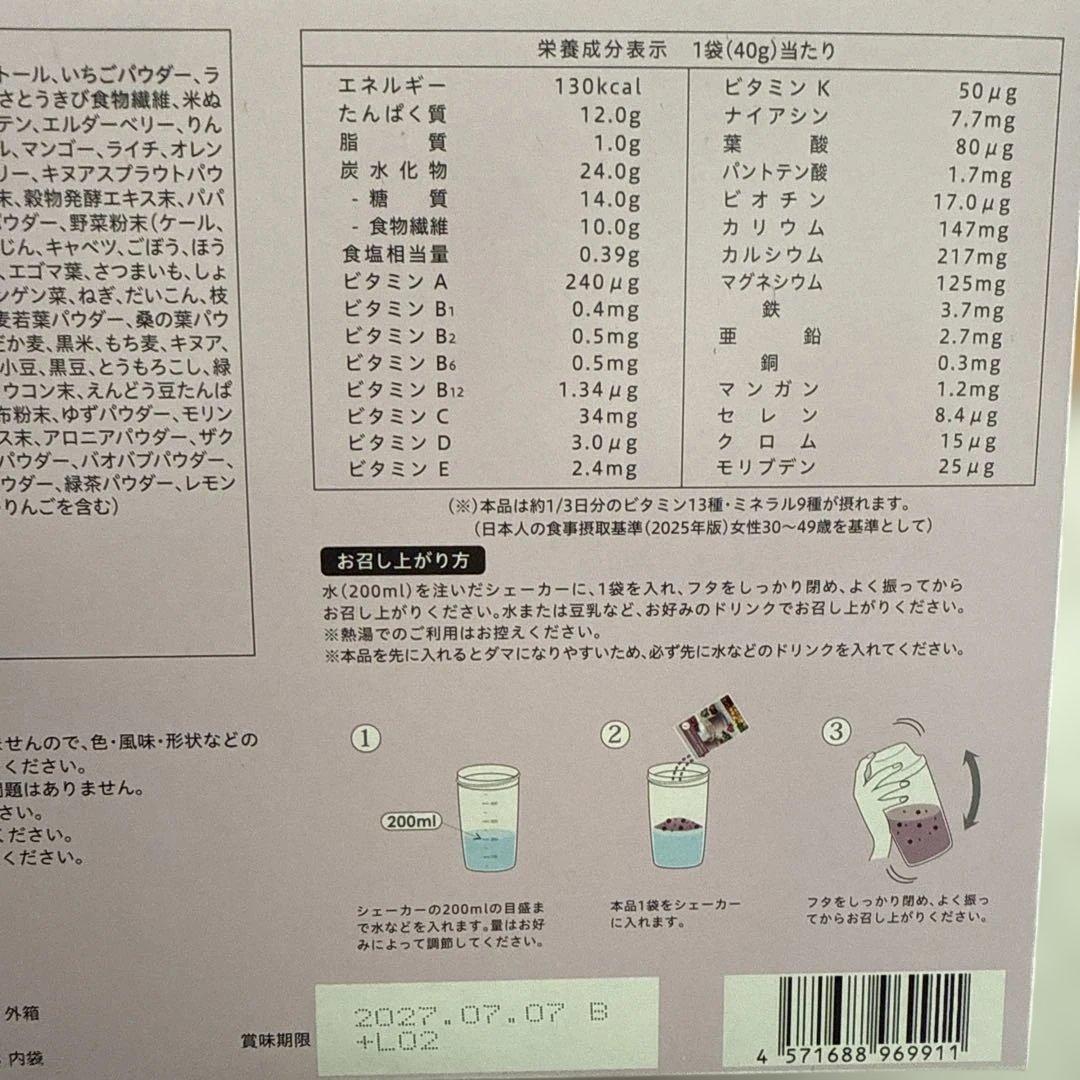 トール、いちごパウダー、ラ
さとうきび食物繊維、米ぬ
テン、エルダーベリー、りん
ル、マンゴー、ライチ、オレン
リー、キヌアスプラウトパウ
末、穀物発酵エキス末、パパ
パウダー、野菜粉末（ケール、
じん、キャベツ、ごぼう、ほう
、エゴマ葉、さつまいも、しょ
ンゲン菜、ねぎ、だいこん、枝
麦若葉パウダー、桑の葉パウ
だか麦、黒米、もち麦、キヌア、
小豆、黒豆、とうもろこし、緑
ウコン末、えんどう豆たんぱ
布粉末、ゆずパウダー、モリン
ス末、アロニアパウダー、ザク
パウダー、バオバブパウダー、
ウダー、緑茶パウダー、レモン
りんごを含む）
栄養成分表示 1袋（40g）当たり
エネルギー 130kcal
たんぱく質 12.0g
脂質 1.0g
炭水化物 24.0g
- 糖質 14.0g
- 食物繊維 10.0g
食塩相当量 0.39g
ビタミン A 240μg
ビタミン B1 0.4mg
ビタミン B2 0.5mg
ビタミン B6 0.5mg
ビタミン B12 1.34μg
ビタミン C 34mg
ビタミン D 3.0μg
ビタミン E 2.4mg
ビタミン K 50μg
ナイアシン 7.7mg
葉酸 80μg
パントテン酸 1.7mg
ビオチン 17.0μg
カリウム 147mg
カルシウム 217mg
マグネシウム 125mg
鉄 3.7mg
亜鉛 2.7mg
銅 0.3mg
マンガン 1.2mg
セレン 8.4μg
クロム 15μg
モリブデン 25μg
（※）本品は約1/3日分のビタミン13種・ミネラル9種が摂れます。
（日本人の食事摂取基準（2025年版）女性30～49歳を基準として）
お召し上がり方
水（200ml）を注いだシェーカーに、1袋を入れ、フタをしっかり閉め、よく振ってから
お召し上がりください。水または豆乳など、お好みのドリンクでお召し上がりください。
※熱湯でのご利用はお控えください。
※本品を先に入れるとダマになりやすいため、必ず先に水などのドリンクを入れてください。
ませんので、色・風味・形状などの
ください。
問題はありません。
さい。
ください。
ください。
1
200ml
シェーカーの200mlの目盛ま
で水などを入れます。量はお好
みによって調節してください。
2
本品1袋をシェーカー
に入れます。
3
フタをしっかり閉め、よく振っ
てからお召し上がりください。
外箱
内袋
賞味期限
2027.07.07 B
+L02
4 571688 969911